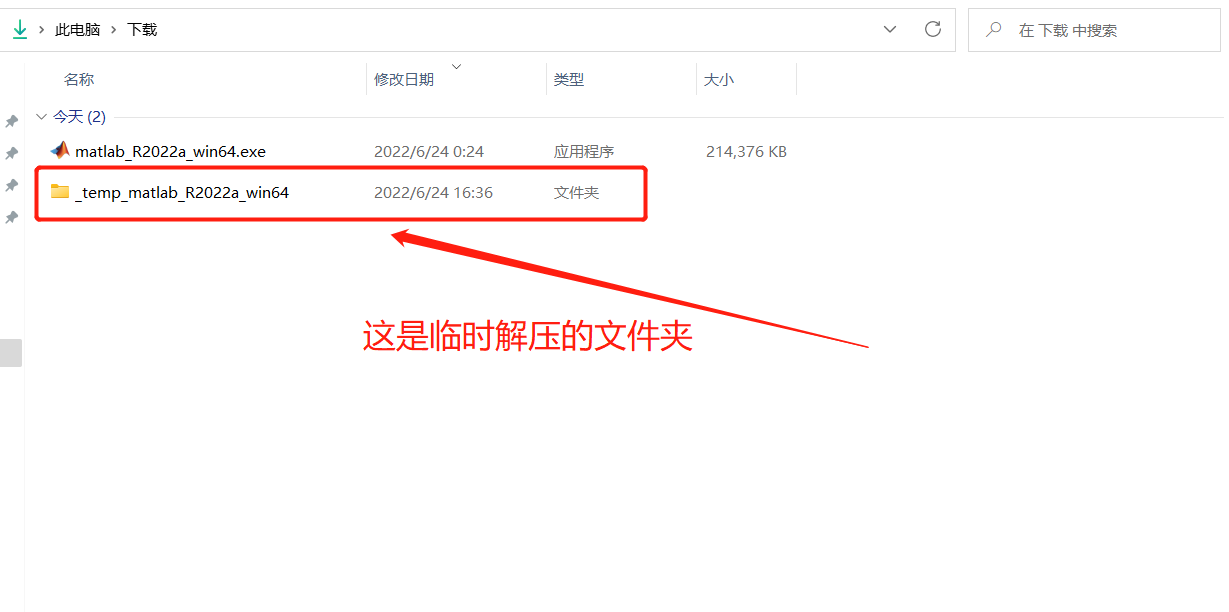 此电脑 下载
在 下载 中搜索
名称 修改日期 类型 大小
今天 (2)
matlab_R2022a_win64.exe 2022/6/24 0:24 应用程序 214,376 KB
_temp_matlab_R2022a_win64 2022/6/24 16:36 文件夹
这是临时解压的文件夹